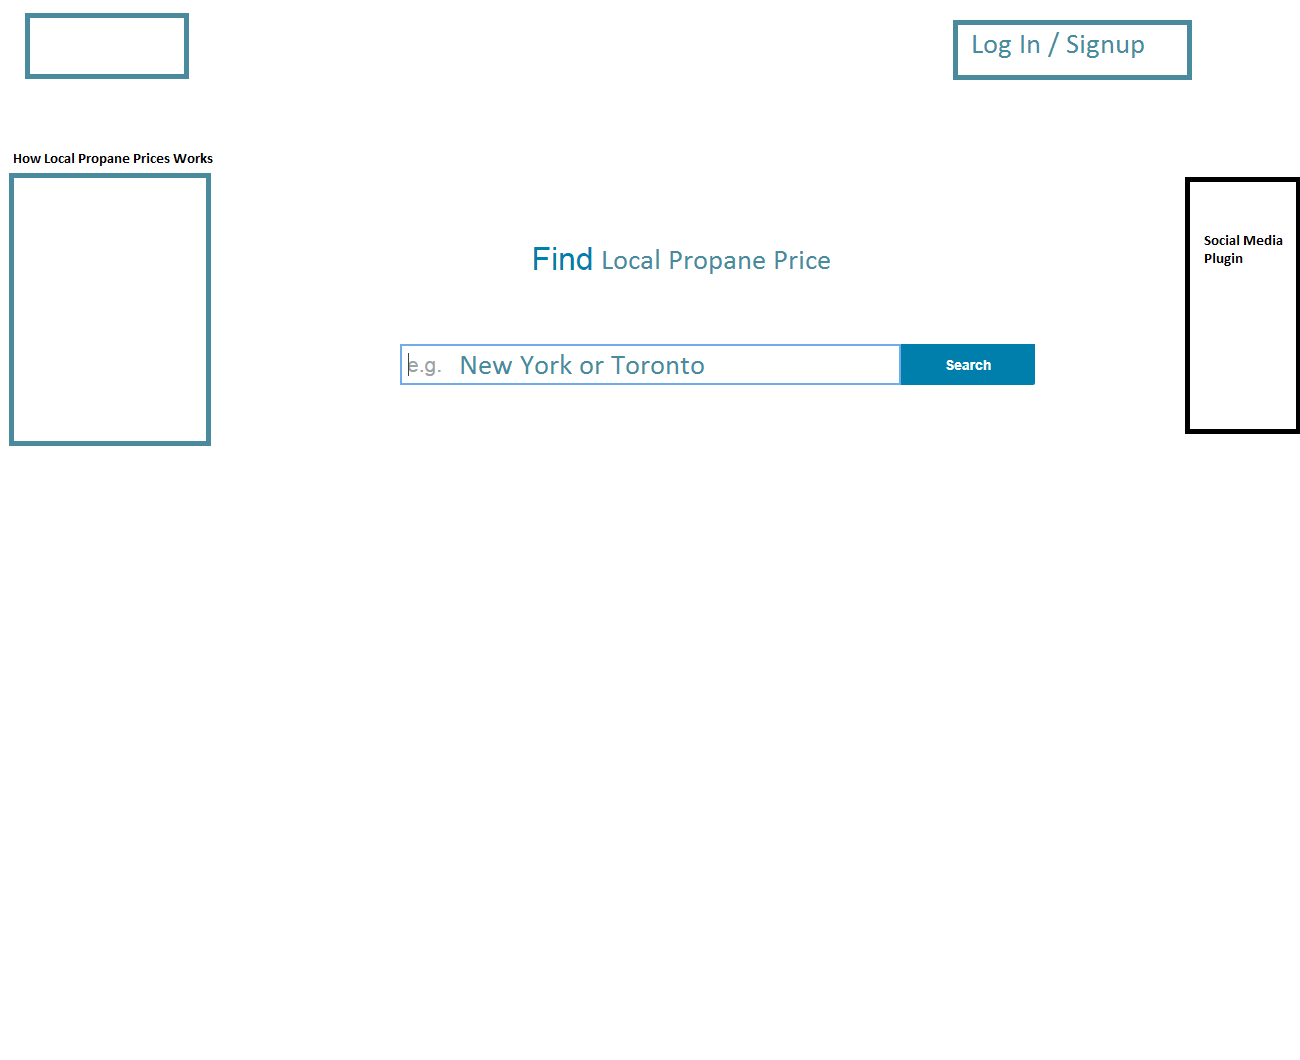 Log In / Signup
How Local Propane Prices Works
Social Media
Plugin
Find Local Propane Price
e.g. New York or Toronto
Search